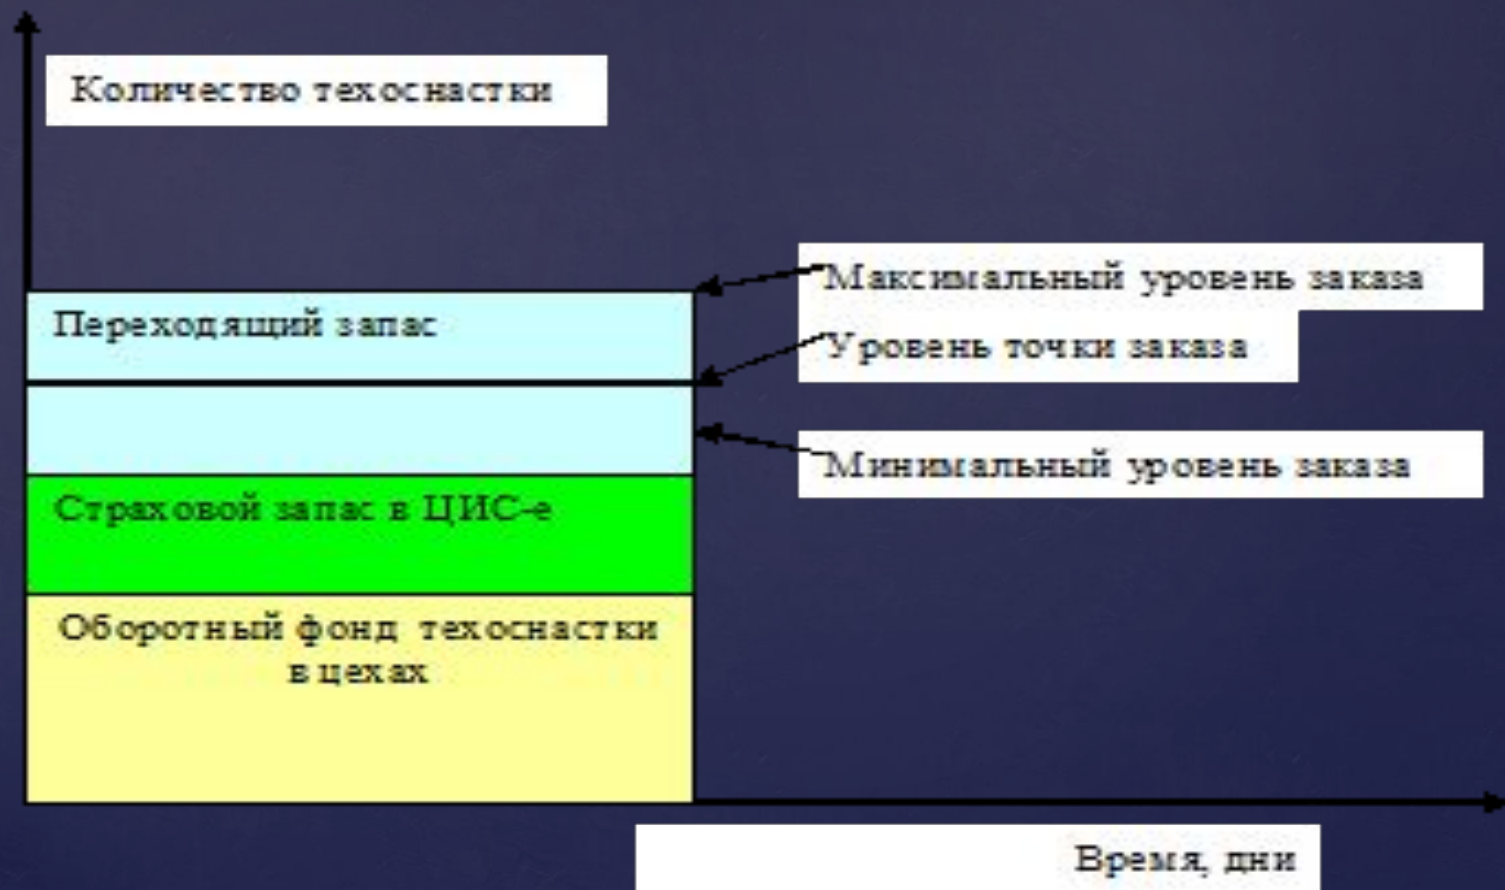 Количество техоснастки
Максимальный уровень заказа
Переходящий запас
Уровень точки заказа
Минимальный уровень заказа
Страховой запас в ЦИС-е
Оборотный фонд техоснастки
в цехах
Время, дни